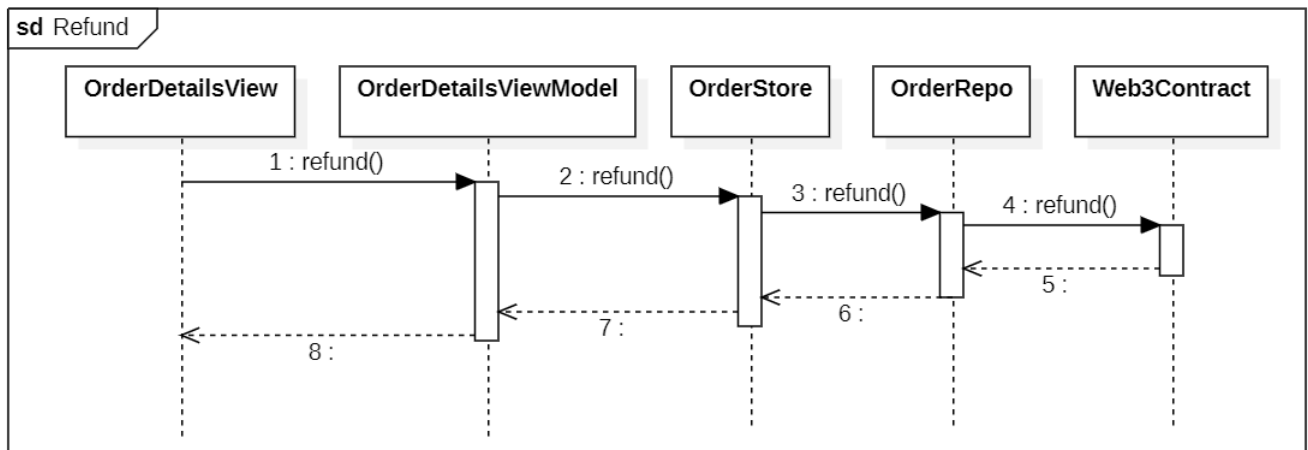 sd Refund
OrderDetailsView
OrderDetailsViewModel
OrderStore
OrderRepo
Web3Contract
1 : refund()
2 : refund()
3 : refund()
4 : refund()
5 :
6 :
7 :
8 :